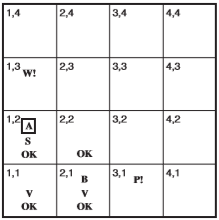 1,4 2,4 3,4 4,4
1,3 W! 2,3 3,3 4,3
1,2 A 2,2 3,2 4,2
S
OK OK
1,1 2,1 B 3,1 P! 4,1
V V
OK OK